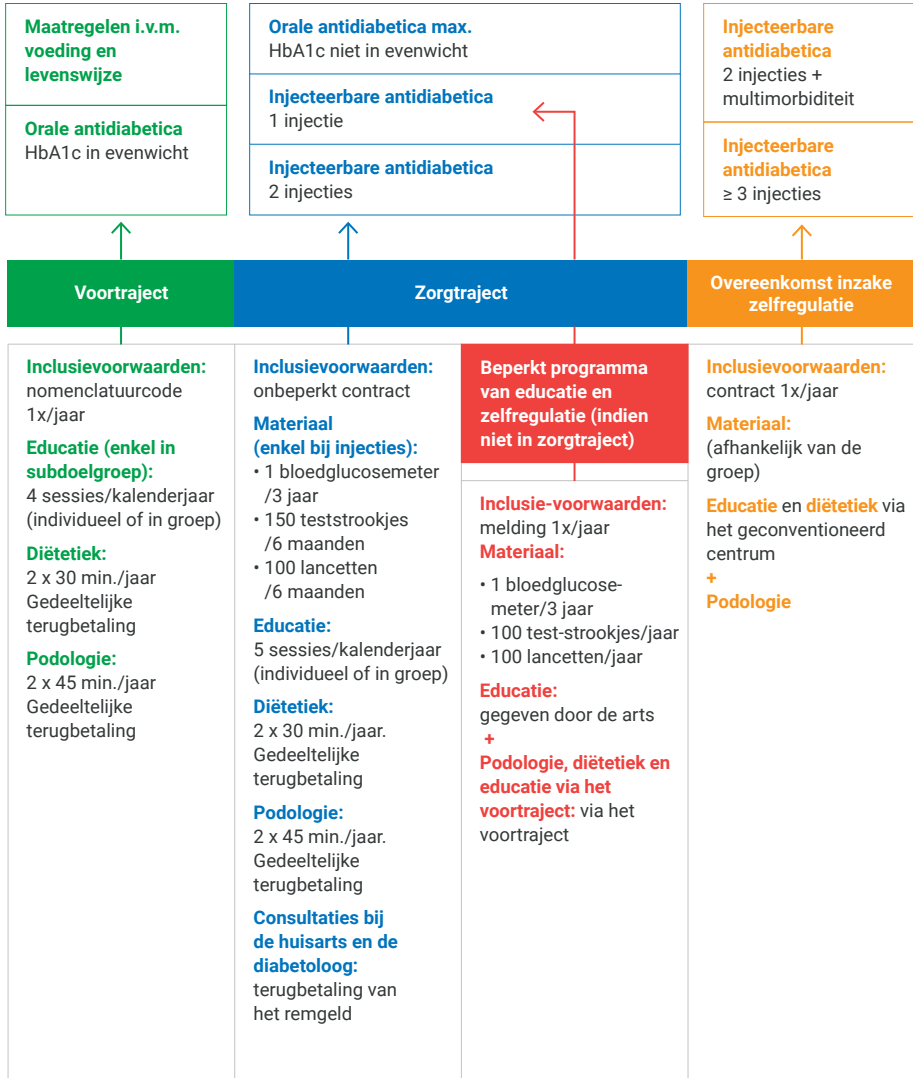 Maatregelen i.v.m.
voeding en
levenswijze
Orale antidiabetica
HbA1c in evenwicht
Orale antidiabetica max.
HbA1c niet in evenwicht
Injecteerbare antidiabetica
1 injectie
Injecteerbare antidiabetica
2 injecties
Injecteerbare
antidiabetica
2 injecties +
multimorbiditeit
Injecteerbare
antidiabetica
≥ 3 injecties
Voortraject
Zorgtraject
Overeenkomst inzake
zelfregulatie
Inclusievoorwaarden:
nomenclatuurcode
1x/jaar
Educatie (enkel in
subdoelgroep):
4 sessies/kalenderjaar
(individueel of in groep)
Diëtetiek:
2 x 30 min./jaar
Gedeeltelijke
terugbetaling
Podologie:
2 x 45 min./jaar
Gedeeltelijke
terugbetaling
Inclusievoorwaarden:
onbeperkt contract
Materiaal
(enkel bij injecties):
• 1 bloedglucosemeter
/3 jaar
• 150 teststrookjes
/6 maanden
• 100 lancetten
/6 maanden
Educatie:
5 sessies/kalenderjaar
(individueel of in groep)
Diëtetiek:
2 x 30 min./jaar.
Gedeeltelijke
terugbetaling
Podologie:
2 x 45 min./jaar.
Gedeeltelijke
terugbetaling
Consultaties bij
de huisarts en de
diabetoloog:
terugbetaling van
het remgeld
Beperkt programma
van educatie en
zelfregulatie (indien
niet in zorgtraject)
Inclusie-voorwaarden:
melding 1x/jaar
Materiaal:
• 1 bloedglucose-
meter/3 jaar
• 100 test-strookjes/jaar
• 100 lancetten/jaar
Educatie:
gegeven door de arts
+
Podologie, diëtetiek en
educatie via het
voortraject: via het
voortraject
Inclusievoorwaarden:
contract 1x/jaar
Materiaal:
(afhankelijk van de
groep)
Educatie en diëtetiek via
het geconventioneerd
centrum
+
Podologie